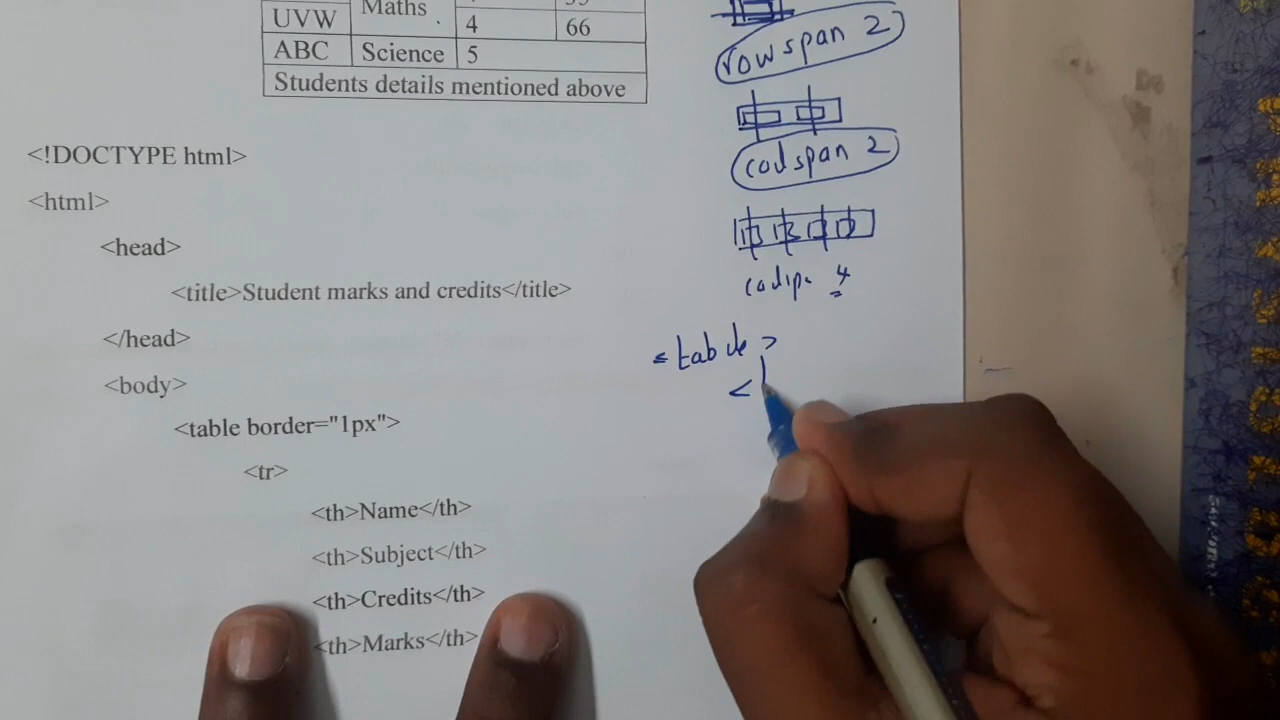 UVW Maths 4 66
ABC Science 5
Students details mentioned above
<!DOCTYPE html>
<html>
<head>
<title>Student marks and credits</title>
</head>
<body>
<table border="1px">
<tr>
<th>Name</th>
<th>Subject</th>
<th>Credits</th>
<th>Marks</th>
rowspan 2
colspan 2
4
<table>
<